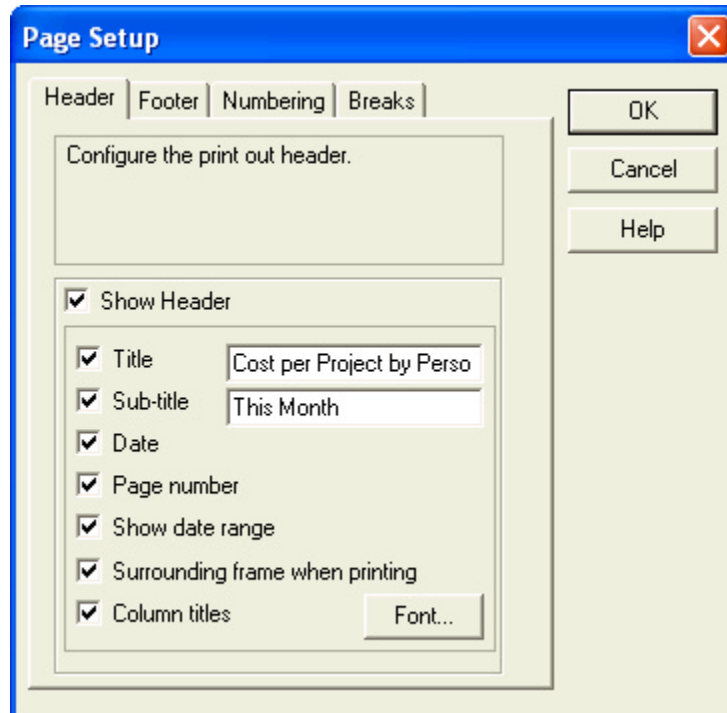 Page Setup
Header Footer Numbering Breaks
OK
Cancel
Help
Configure the print out header.
Show Header
Title Cost per Project by Perso
Sub-title This Month
Date
Page number
Show date range
Surrounding frame when printing
Column titles Font...